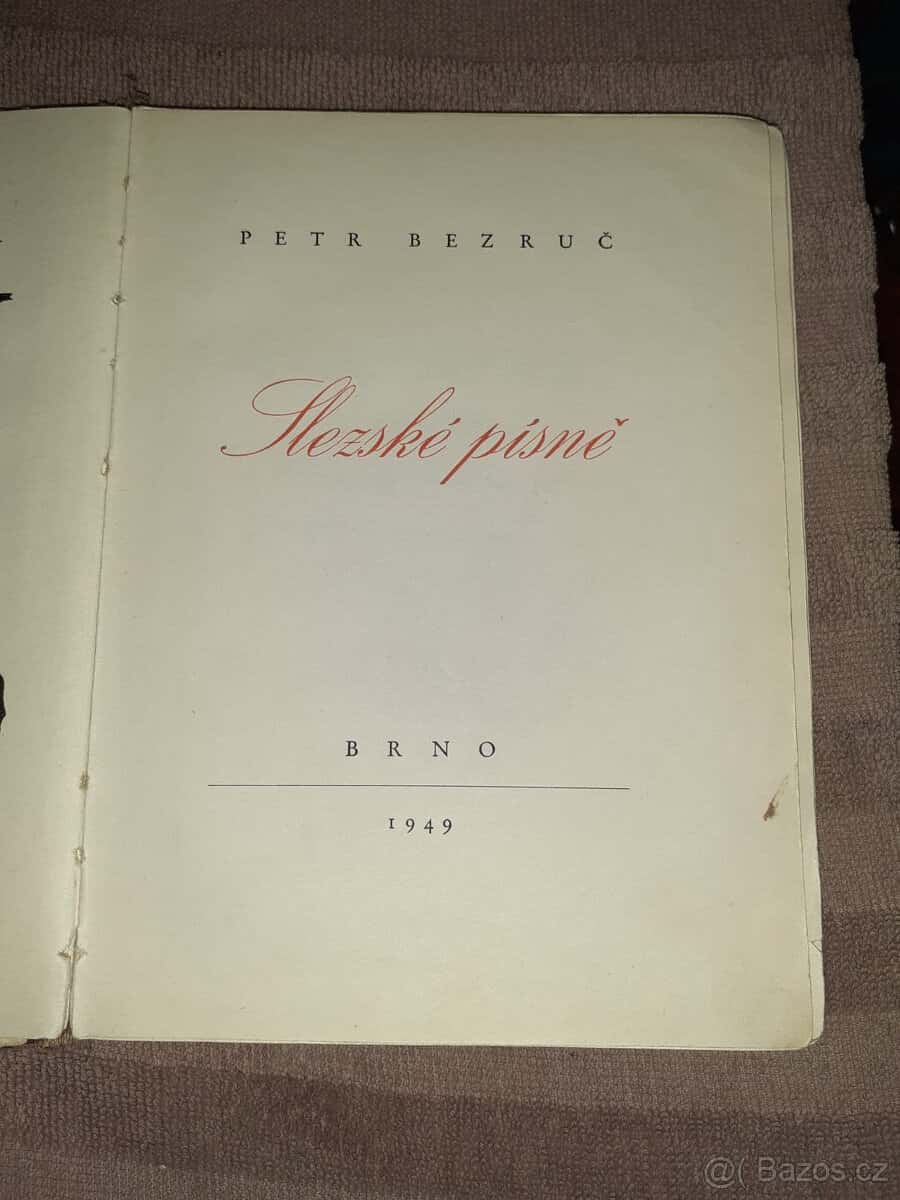 PETR BEZRUČ
Slezské písně
BRNO
1949
@( Bazos.cz